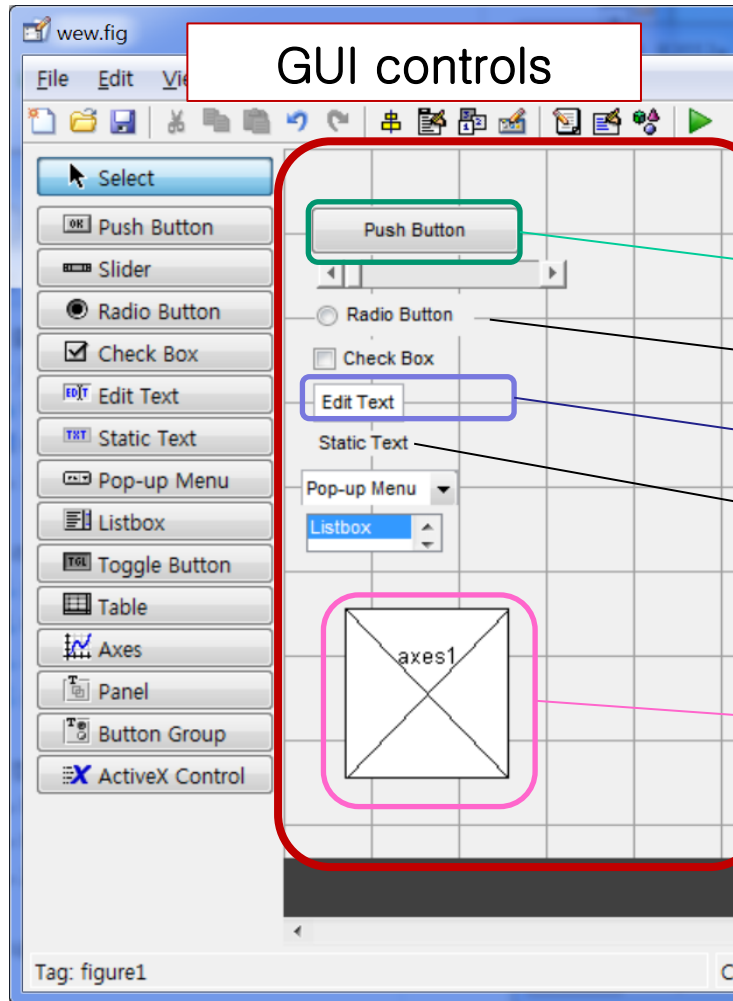 wew.fig
GUI controls
File Edit
Select
Push Button
Slider
Radio Button
Check Box
Edit Text
Static Text
Pop-up Menu
Listbox
Toggle Button
Table
Axes
Panel
Button Group
ActiveX Control
Push Button
Radio Button
Check Box
Edit Text
Static Text
Pop-up Menu
Listbox
axes1
Tag: figure1